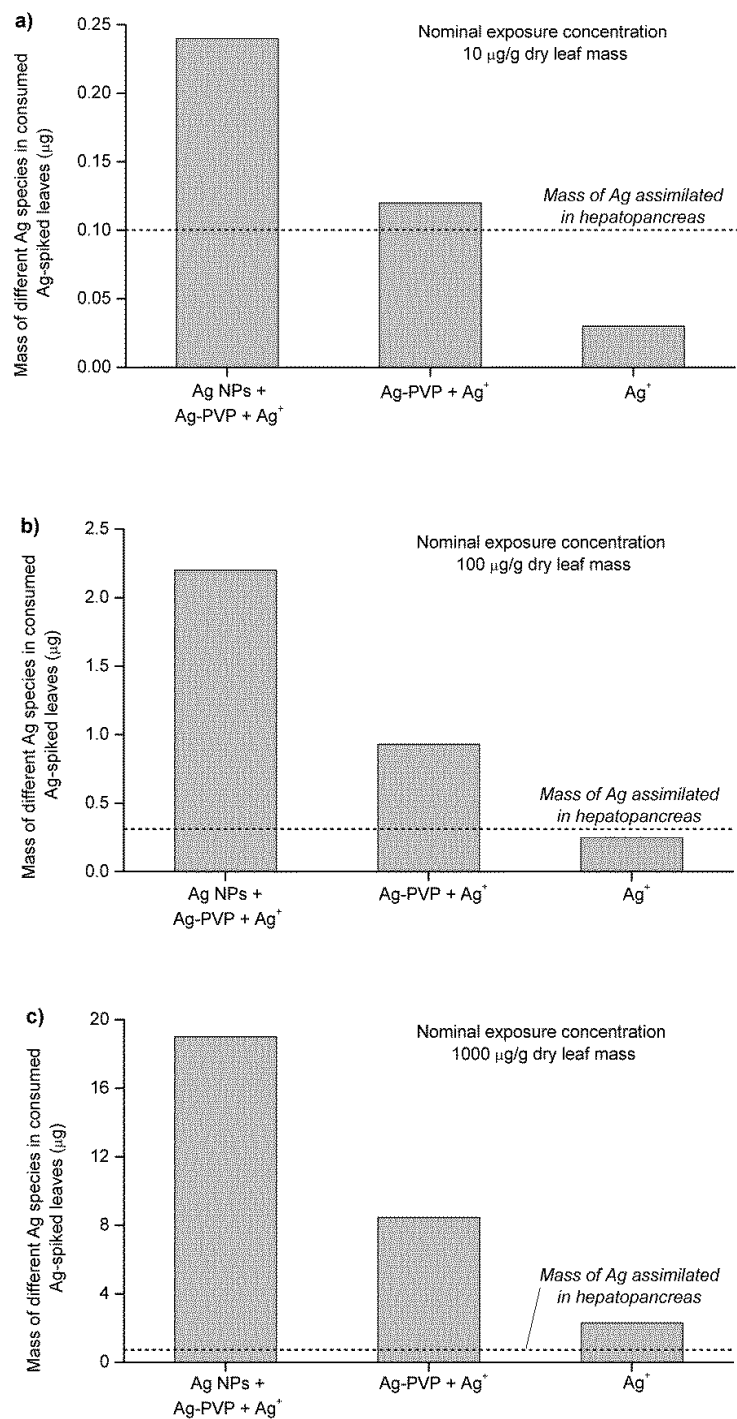 a)
Nominal exposure concentration
10 μg/g dry leaf mass
Mass of different Ag species in consumed
Ag-spiked leaves (μg)
0.25
0.20
0.15
0.10
0.05
0.00
Mass of Ag assimilated
in hepatopancreas
Ag NPs +
Ag-PVP + Ag⁺
Ag-PVP + Ag⁺
Ag⁺
b)
Nominal exposure concentration
100 μg/g dry leaf mass
Mass of different Ag species in consumed
Ag-spiked leaves (μg)
2.5
2.0
1.5
1.0
0.5
0.0
Mass of Ag assimilated
in hepatopancreas
Ag NPs +
Ag-PVP + Ag⁺
Ag-PVP + Ag⁺
Ag⁺
c)
Nominal exposure concentration
1000 μg/g dry leaf mass
Mass of different Ag species in consumed
Ag-spiked leaves (μg)
20
16
12
8
4
0
Mass of Ag assimilated
in hepatopancreas
Ag NPs +
Ag-PVP + Ag⁺
Ag-PVP + Ag⁺
Ag⁺